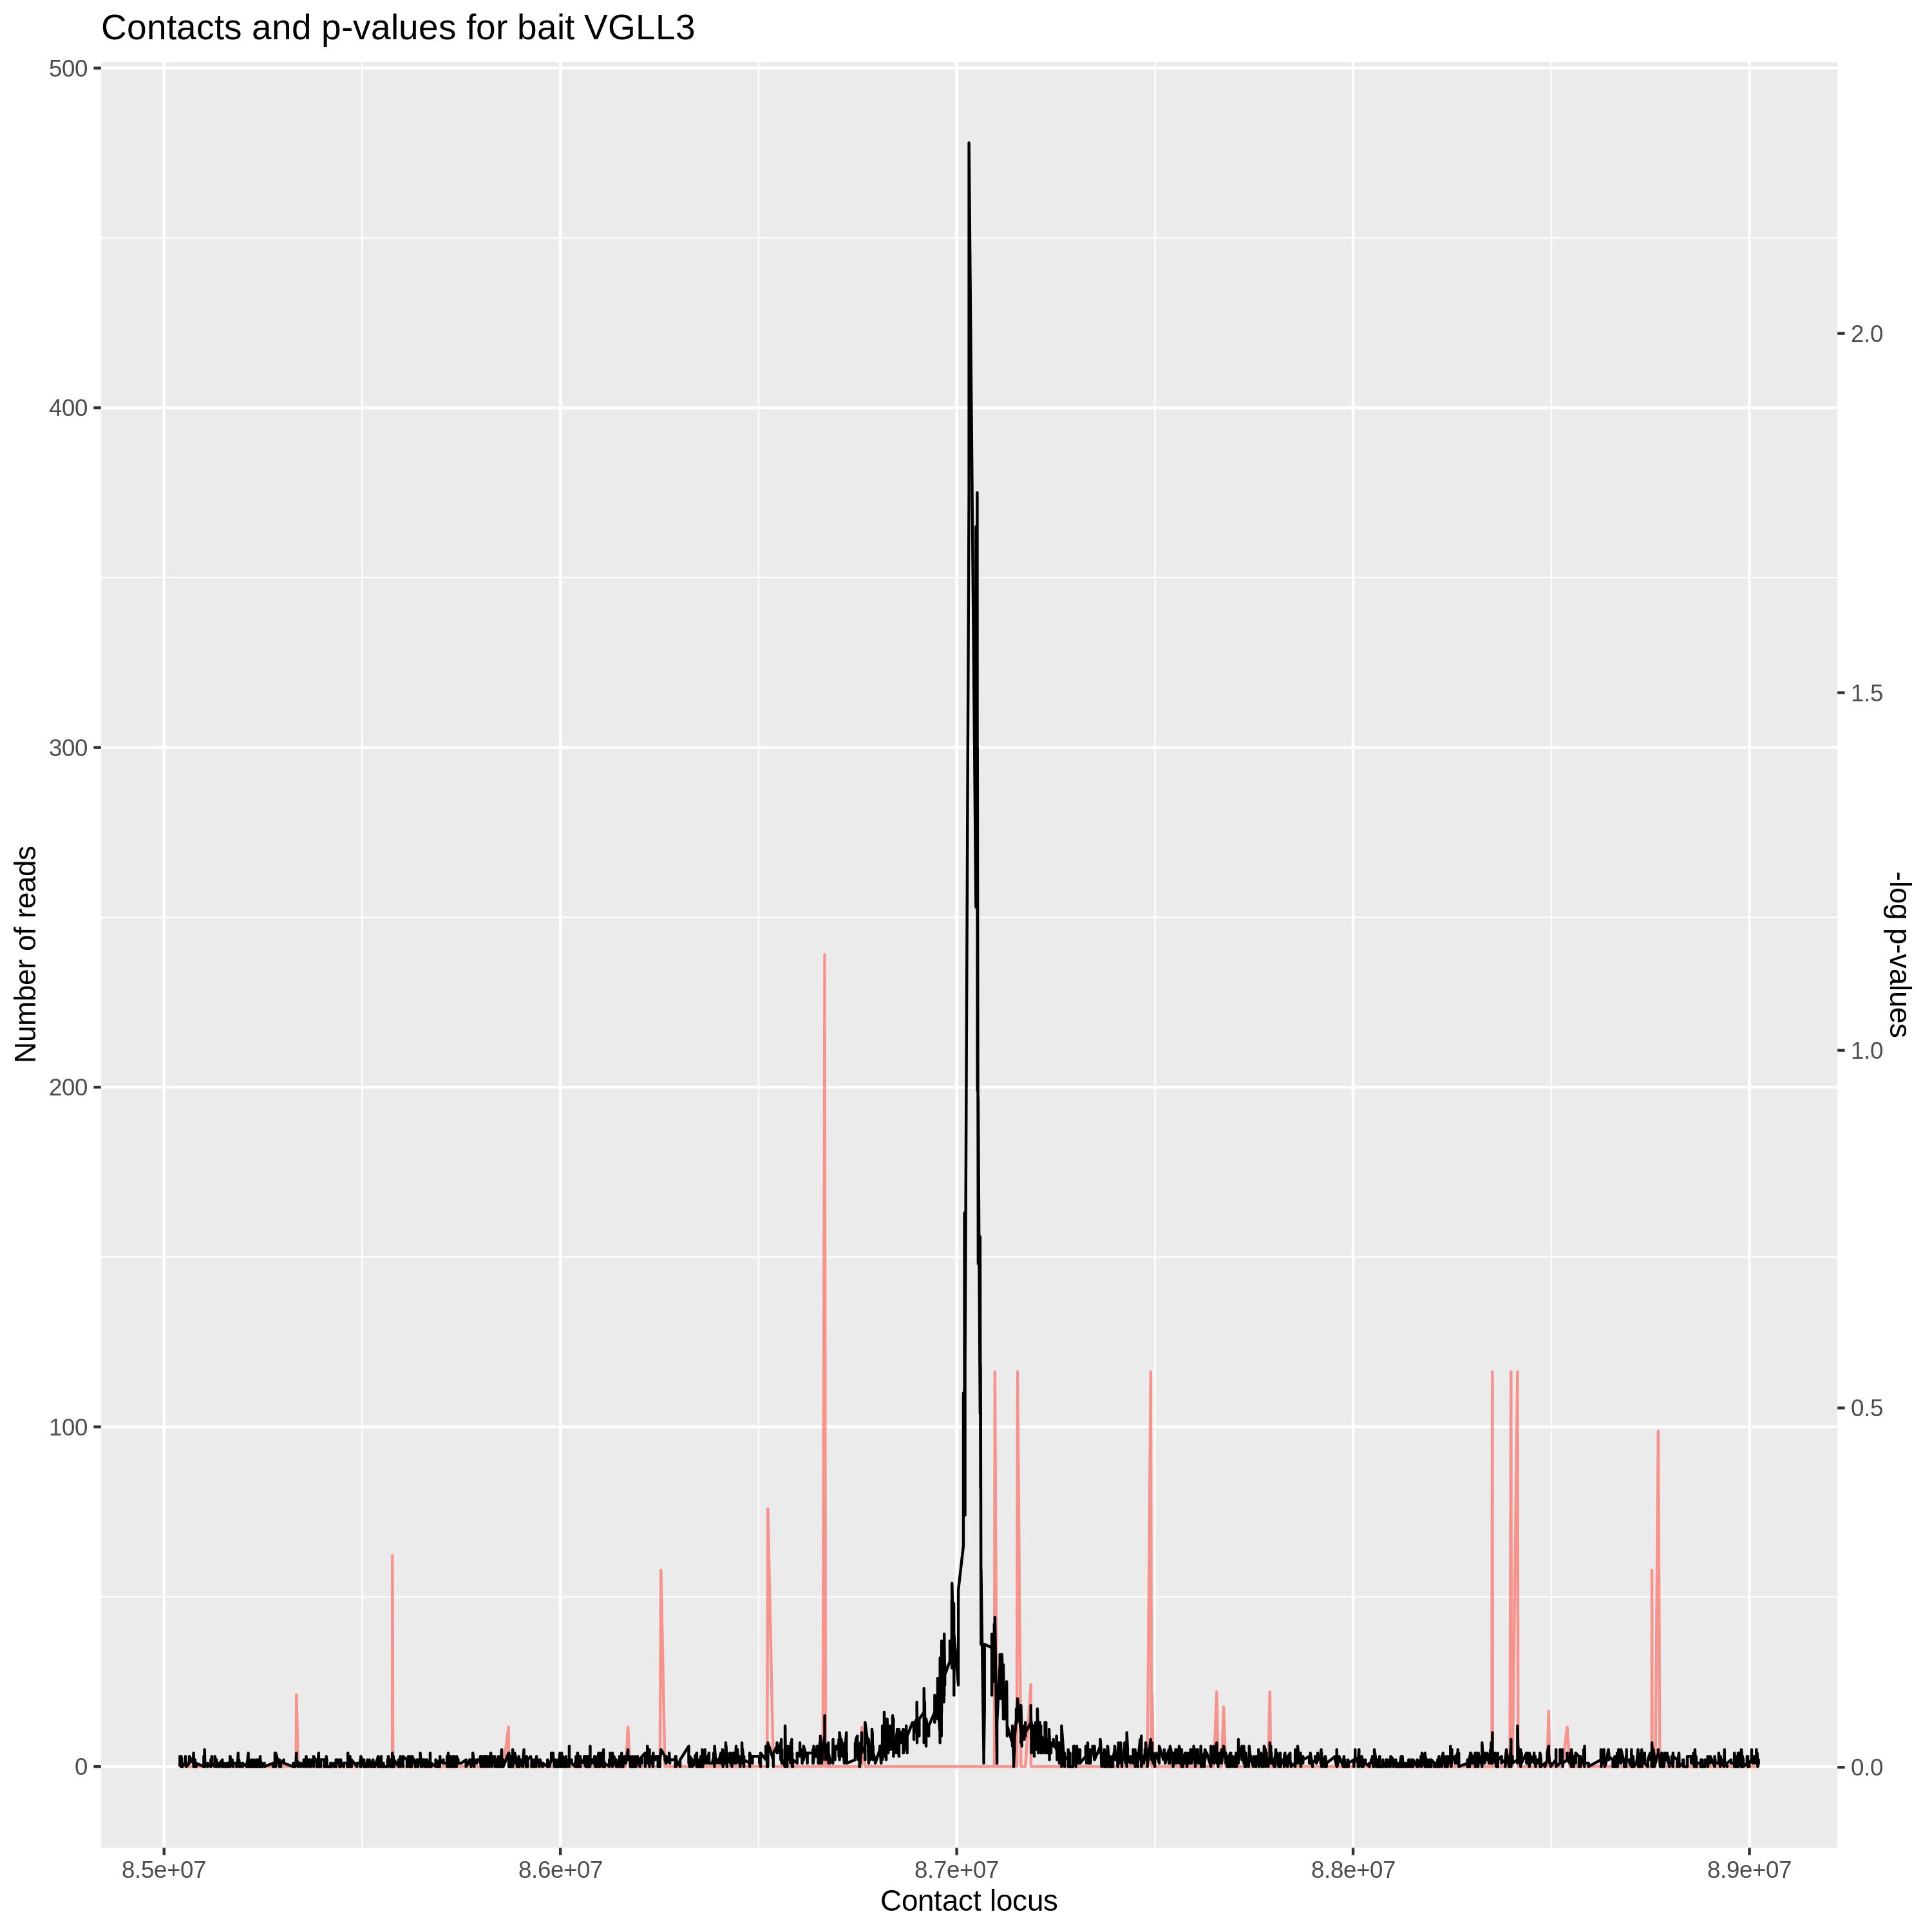 Contacts and p-values for bait VGLL3
500
400
300
200
100
0
Number of reads
2.0
1.5
1.0
0.5
0.0
-log p-values
8.5e+07 8.6e+07 8.7e+07 8.8e+07 8.9e+07
Contact locus